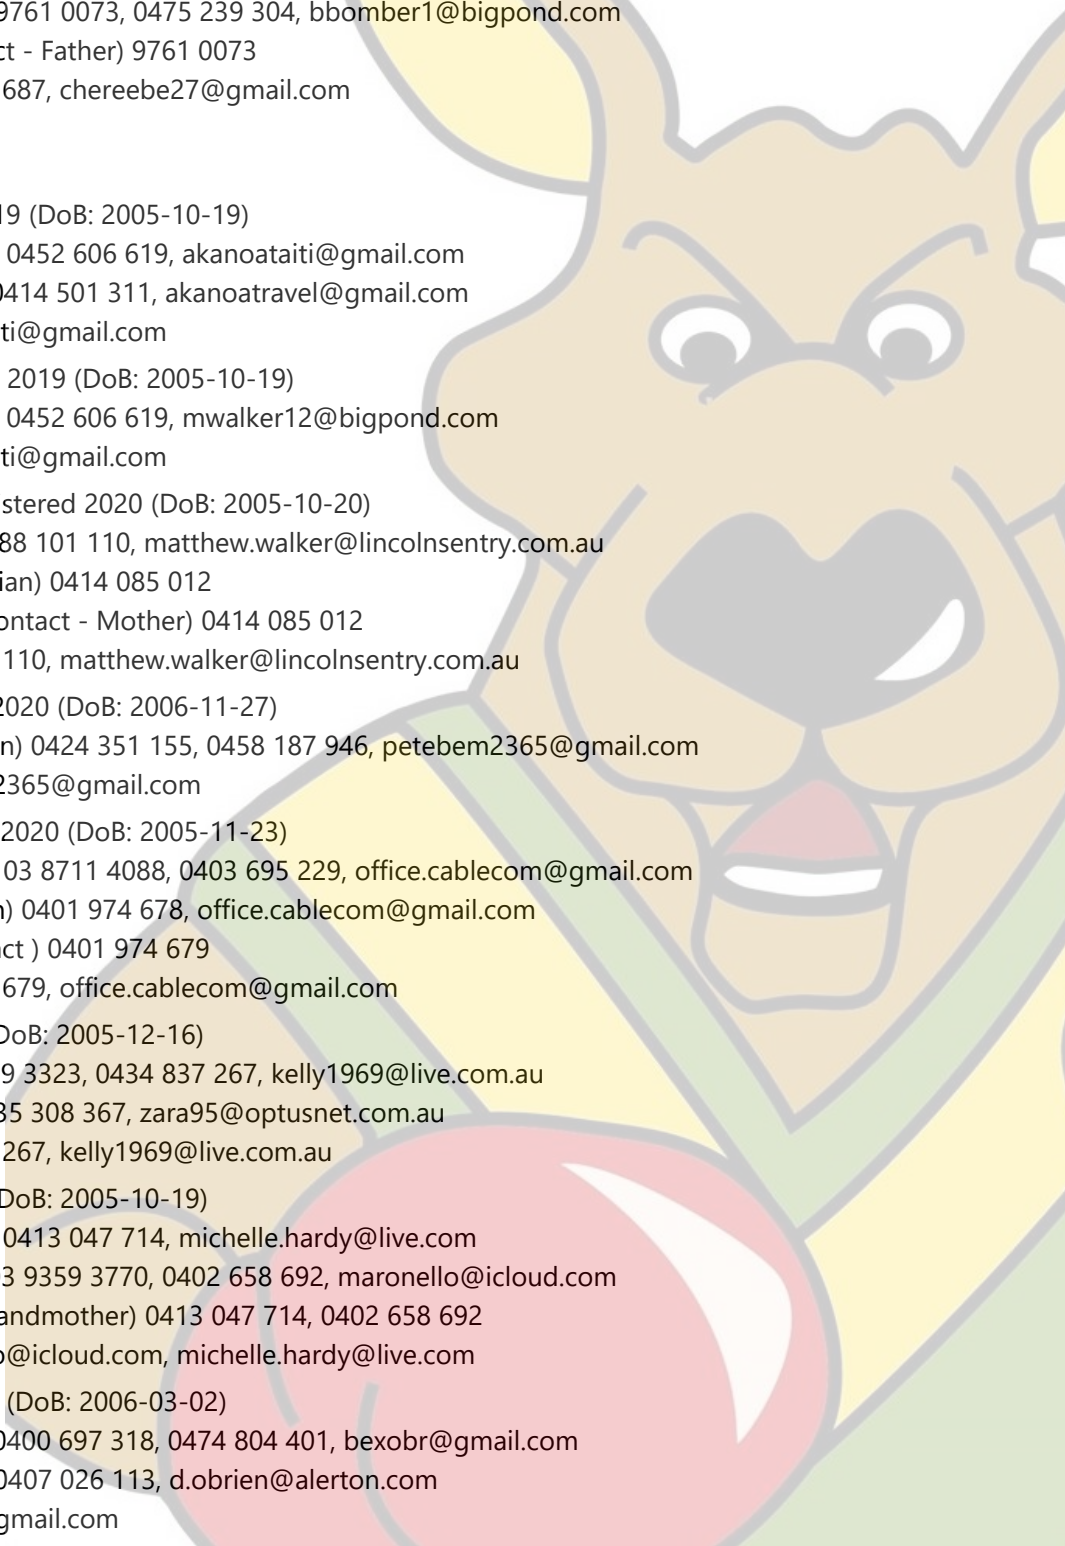 9761 0073, 0475 239 304, bbomber1@bigpond.com
ct - Father) 9761 0073
687, chereebe27@gmail.com
19 (DoB: 2005-10-19)
0452 606 619, akanoataiti@gmail.com
0414 501 311, akanoatravel@gmail.com
ti@gmail.com
2019 (DoB: 2005-10-19)
0452 606 619, mwalker12@bigpond.com
ti@gmail.com
stered 2020 (DoB: 2005-10-20)
88 101 110, matthew.walker@lincolnsentry.com.au
ian) 0414 085 012
ontact - Mother) 0414 085 012
110, matthew.walker@lincolnsentry.com.au
2020 (DoB: 2006-11-27)
n) 0424 351 155, 0458 187 946, petebem2365@gmail.com
2365@gmail.com
2020 (DoB: 2005-11-23)
03 8711 4088, 0403 695 229, office.cablecom@gmail.com
n) 0401 974 678, office.cablecom@gmail.com
act ) 0401 974 679
679, office.cablecom@gmail.com
DoB: 2005-12-16)
9 3323, 0434 837 267, kelly1969@live.com.au
35 308 367, zara95@optusnet.com.au
267, kelly1969@live.com.au
DoB: 2005-10-19)
0413 047 714, michelle.hardy@live.com
3 9359 3770, 0402 658 692, maronello@icloud.com
andmother) 0413 047 714, 0402 658 692
o@icloud.com, michelle.hardy@live.com
(DoB: 2006-03-02)
0400 697 318, 0474 804 401, bexobr@gmail.com
0407 026 113, d.obrien@alerton.com
gmail.com